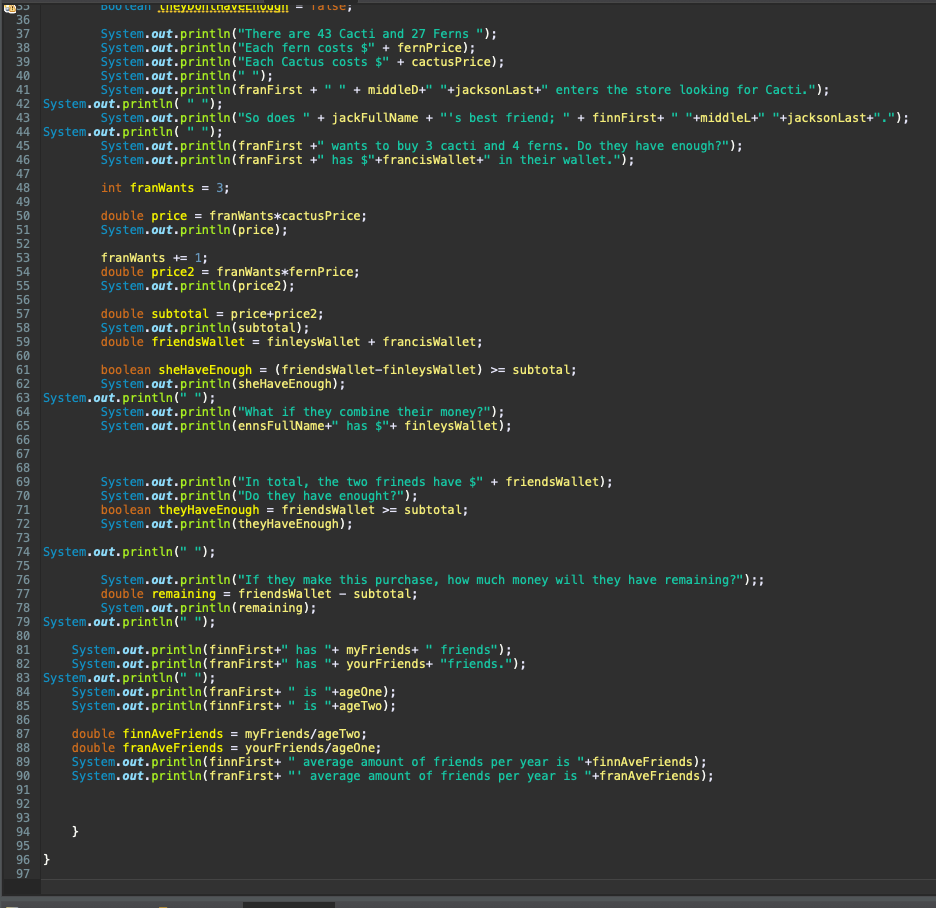 35 Boolean theyDontHaveEnough = false;
36
37 System.out.println("There are 43 Cacti and 27 Ferns ");
38 System.out.println("Each fern costs $" + fernPrice);
39 System.out.println("Each Cactus costs $" + cactusPrice);
40 System.out.println(" ");
41 System.out.println(franFirst + " " + middleD+" "+jacksonLast+" enters the store looking for Cacti.");
42 System.out.println( " ");
43 System.out.println("So does " + jackFullName + "'s best friend; " + finnFirst+ " "+middleL+" "+jacksonLast+".");
44 System.out.println( " ");
45 System.out.println(franFirst +" wants to buy 3 cacti and 4 ferns. Do they have enough?");
46 System.out.println(franFirst +" has $"+francisWallet+" in their wallet.");
47
48 int franWants = 3;
49
50 double price = franWants*cactusPrice;
51 System.out.println(price);
52
53 franWants += 1;
54 double price2 = franWants*fernPrice;
55 System.out.println(price2);
56
57 double subtotal = price+price2;
58 System.out.println(subtotal);
59 double friendsWallet = finleysWallet + francisWallet;
60
61 boolean sheHaveEnough = (friendsWallet-finleysWallet) >= subtotal;
62 System.out.println(sheHaveEnough);
63 System.out.println(" ");
64 System.out.println("What if they combine their money?");
65 System.out.println(ennsFullName+" has $"+ finleysWallet);
66
67
68
69 System.out.println("In total, the two frineds have $" + friendsWallet);
70 System.out.println("Do they have enought?");
71 boolean theyHaveEnough = friendsWallet >= subtotal;
72 System.out.println(theyHaveEnough);
73
74 System.out.println(" ");
75
76 System.out.println("If they make this purchase, how much money will they have remaining?");;
77 double remaining = friendsWallet - subtotal;
78 System.out.println(remaining);
79 System.out.println(" ");
80
81 System.out.println(finnFirst+" has "+ myFriends+ " friends");
82 System.out.println(franFirst+" has "+ yourFriends+ "friends.");
83 System.out.println(" ");
84 System.out.println(franFirst+ " is "+ageOne);
85 System.out.println(finnFirst+ " is "+ageTwo);
86
87 double finnAveFriends = myFriends/ageTwo;
88 double franAveFriends = yourFriends/ageOne;
89 System.out.println(finnFirst+ " average amount of friends per year is "+finnAveFriends);
90 System.out.println(franFirst+ "' average amount of friends per year is "+franAveFriends);
91
92
93
94 }
95
96 }
97